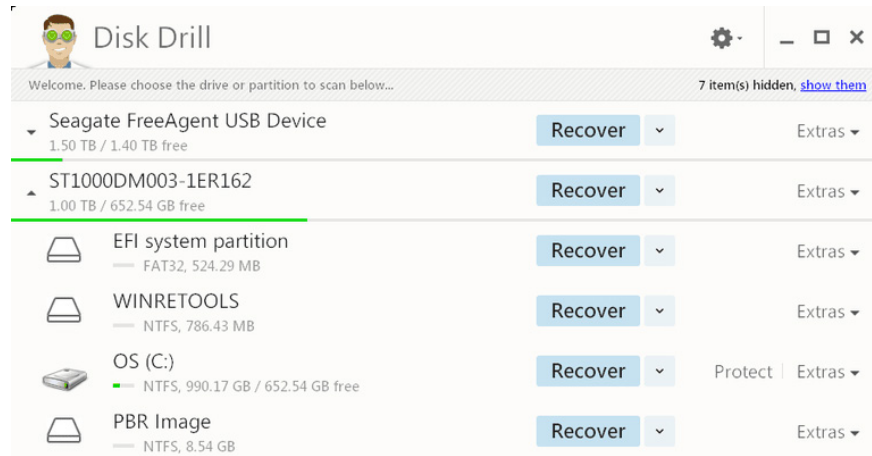 Disk Drill
Welcome. Please choose the drive or partition to scan below... 7 item(s) hidden, show them
Seagate FreeAgent USB Device Recover Extras
1.50 TB / 1.40 TB free
ST1000DM003-1ER162 Recover Extras
1.00 TB / 652.54 GB free
EFI system partition Recover Extras
FAT32, 524.29 MB
WINRETOOLS Recover Extras
NTFS, 786.43 MB
OS (C:) Recover Protect Extras
NTFS, 990.17 GB / 652.54 GB free
PBR Image Recover Extras
NTFS, 8.54 GB